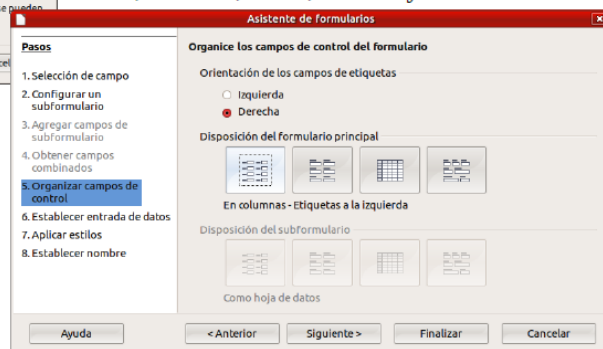 se pueden
Asistente de formularios
cel
Pasos
1. Selección de campo
2. Configurar un
subformulario
3. Agregar campos de
subformulario
4. Obtener campos
combinados
5. Organizar campos de
control
6. Establecer entrada de datos
7. Aplicar estilos
8. Establecer nombre
Organice los campos de control del formulario
Orientación de los campos de etiquetas
Izquierda
Derecha
Disposición del formulario principal
En columnas - Etiquetas a la izquierda
Disposición del subformulario
Como hoja de datos
Ayuda
< Anterior
Siguiente >
Finalizar
Cancelar